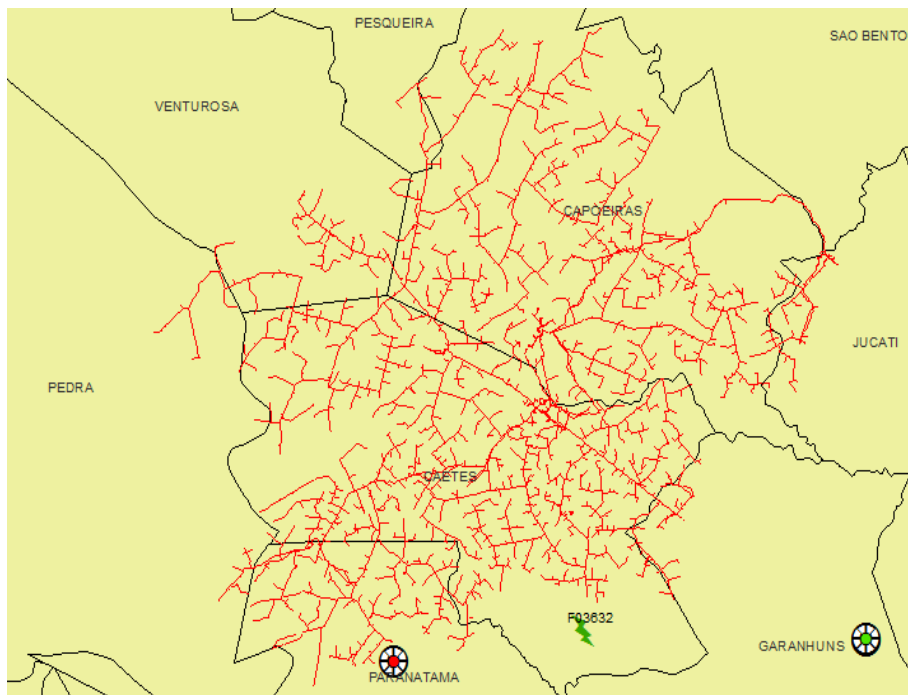 PESQUEIRA
SAO BENTO
VENTUROSA
CAPOEIRAS
JUCATI
PEDRA
CAETES
F03632
GARANHUNS
PARANATAMA